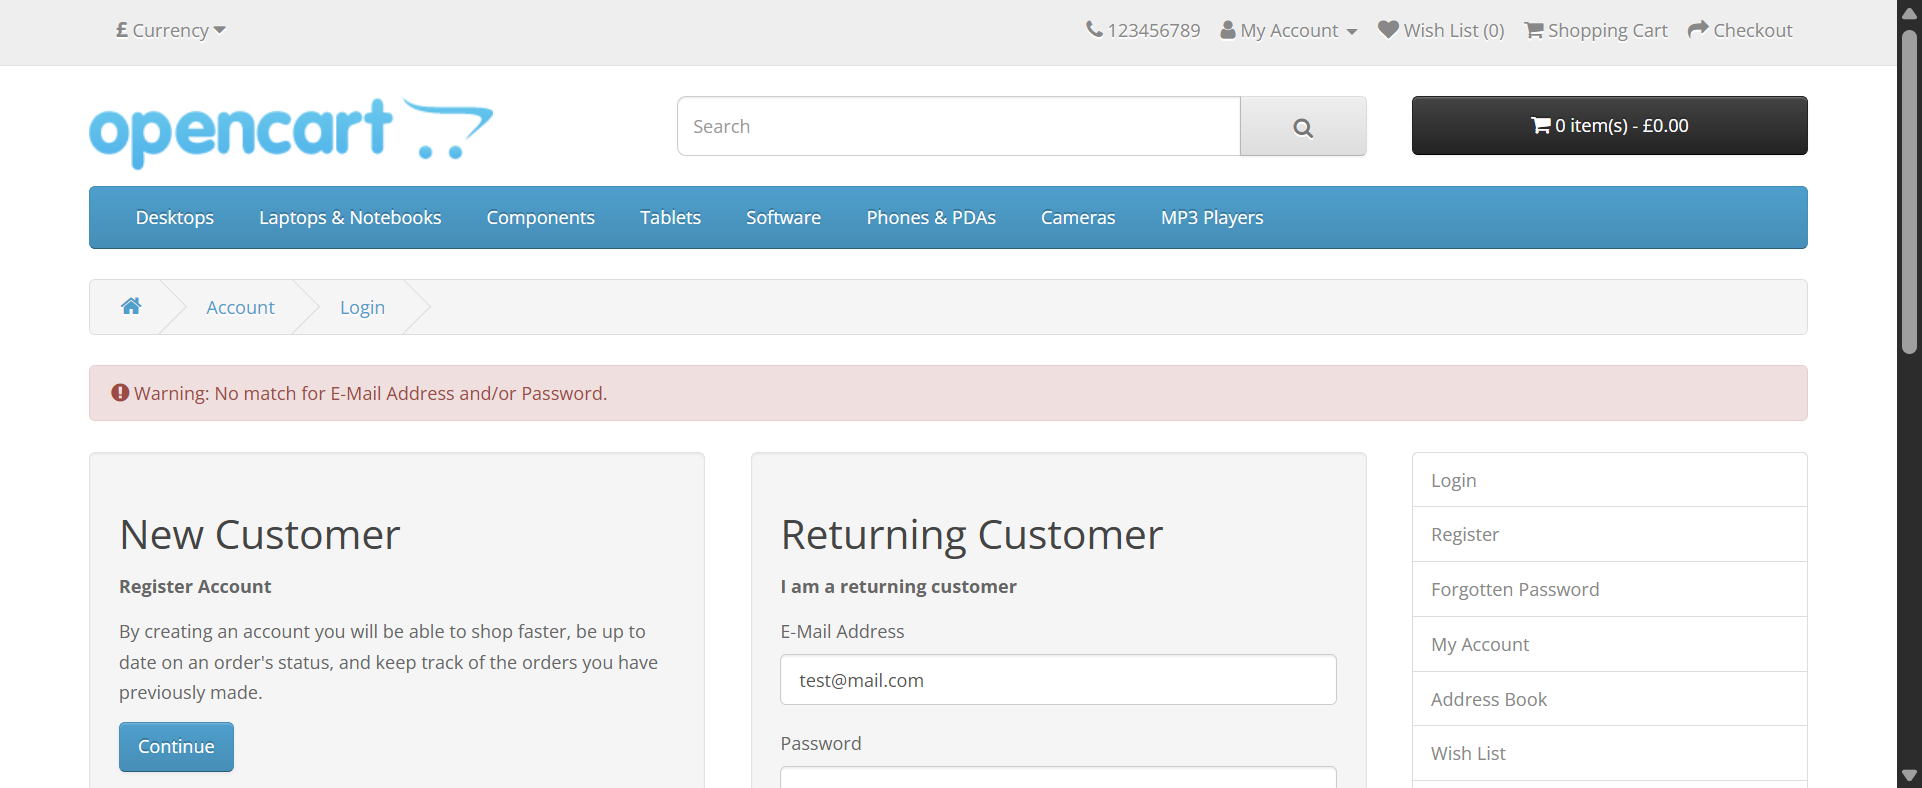 £ Currency
123456789 My Account Wish List (0) Shopping Cart Checkout
opencart
Search
0 item(s) - £0.00
Desktops Laptops & Notebooks Components Tablets Software Phones & PDAs Cameras MP3 Players
Account Login
Warning: No match for E-Mail Address and/or Password.
New Customer
Register Account
By creating an account you will be able to shop faster, be up to
date on an order's status, and keep track of the orders you have
previously made.
Continue
Returning Customer
I am a returning customer
E-Mail Address
test@mail.com
Password
Login
Register
Forgotten Password
My Account
Address Book
Wish List